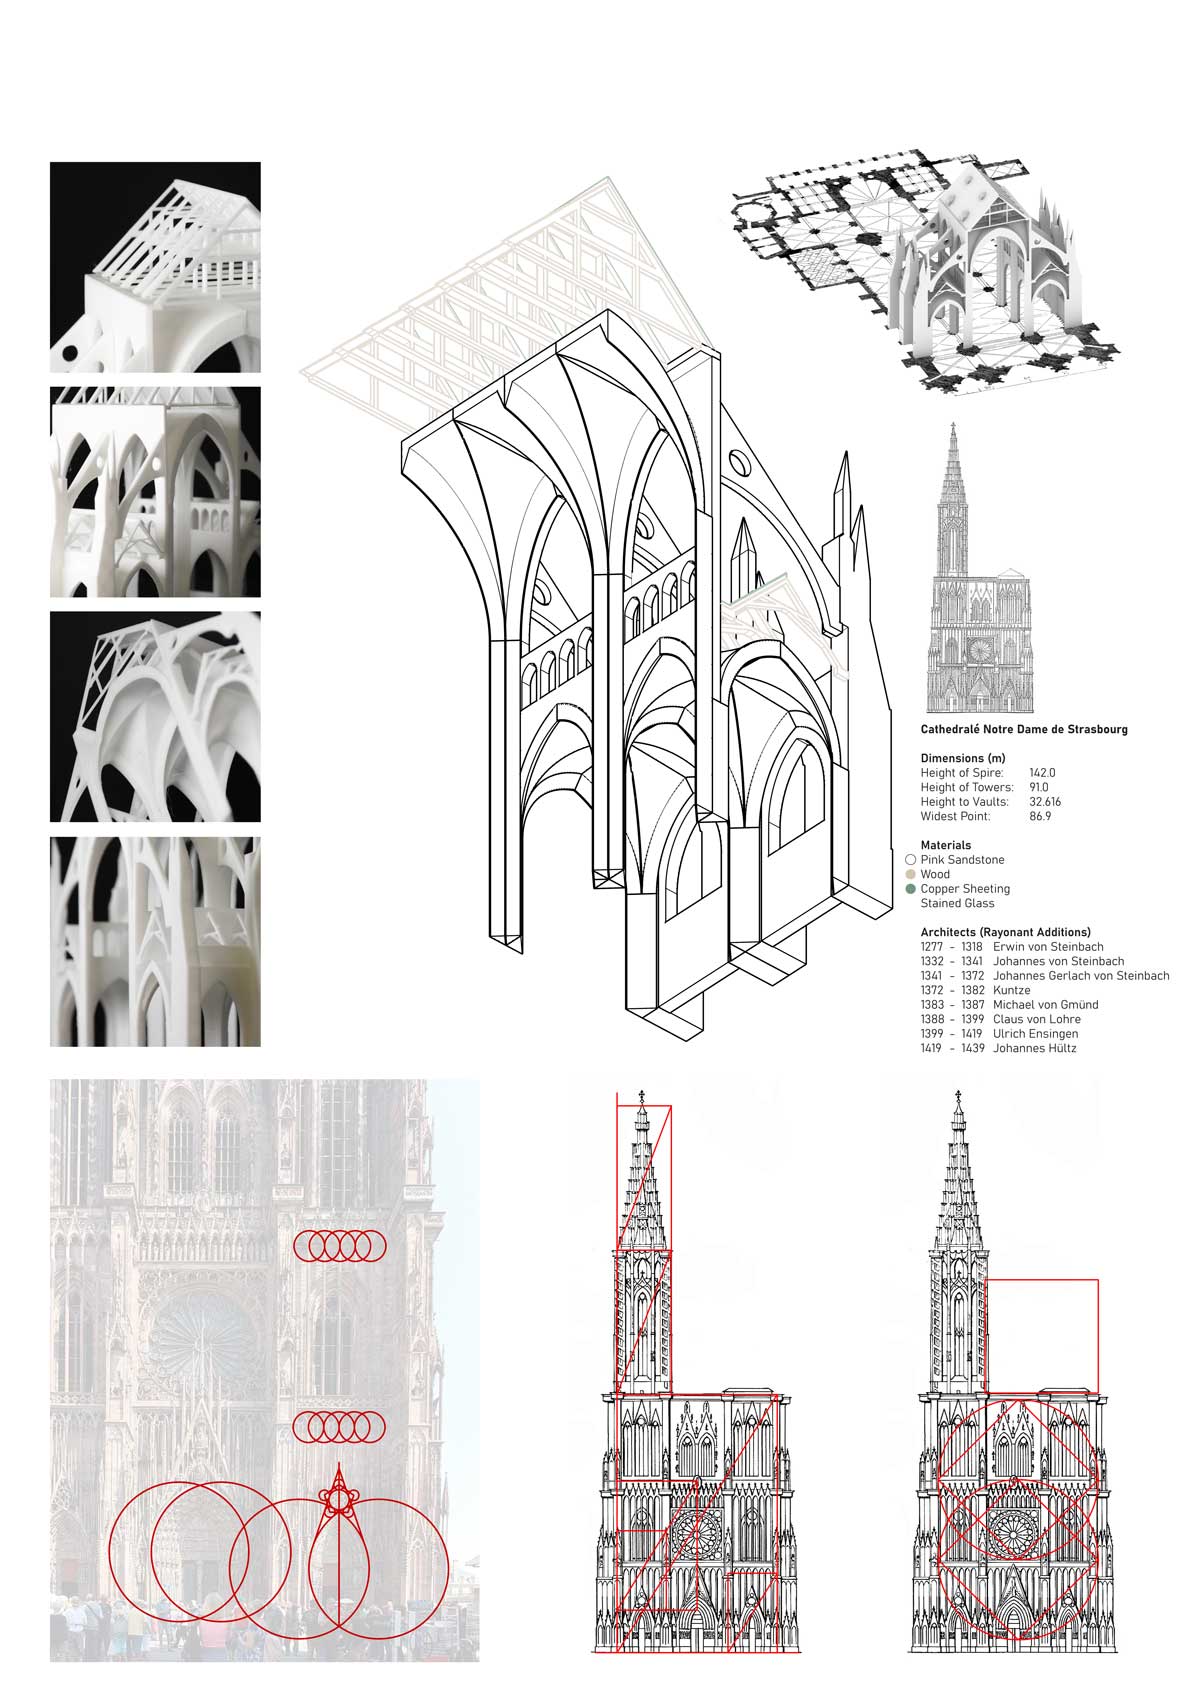 Cathedralé Notre Dame de Strasbourg
Dimensions (m)
Height of Spire: 142.0
Height of Towers: 91.0
Height to Vaults: 32.616
Widest Point: 86.9
Materials
Pink Sandstone
Wood
Copper Sheeting
Stained Glass
Architects (Rayonant Additions)
1277 - 1318 Erwin von Steinbach
1332 - 1341 Johannes von Steinbach
1341 - 1372 Johannes Gerlach von Steinbach
1372 - 1382 Kuntze
1383 - 1387 Michael von Gmünd
1388 - 1399 Claus von Lohre
1399 - 1419 Ulrich Ensingen
1419 - 1439 Johannes Hültz